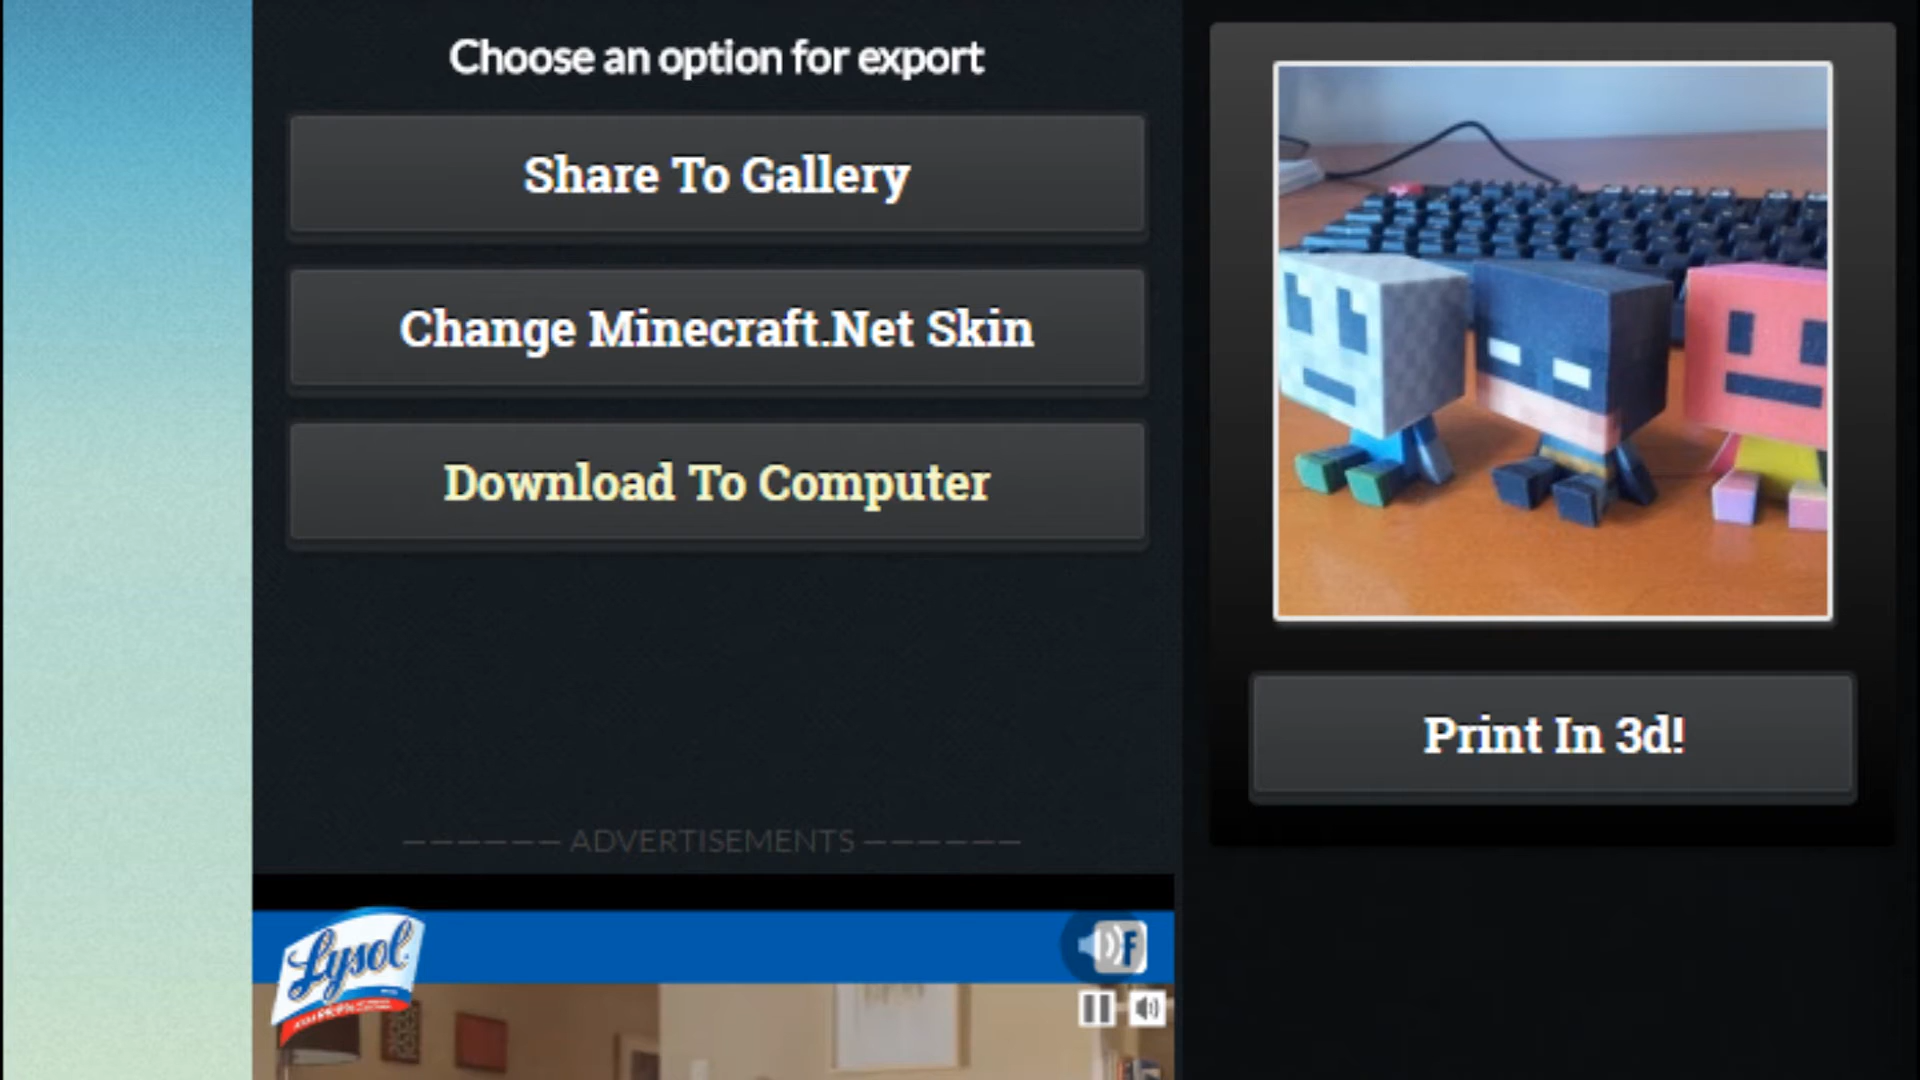 Choose an option for export
Share To Gallery
Change Minecraft.Net Skin
Download To Computer
Print In 3d!
—————— ADVERTISEMENTS ——————
Lysol